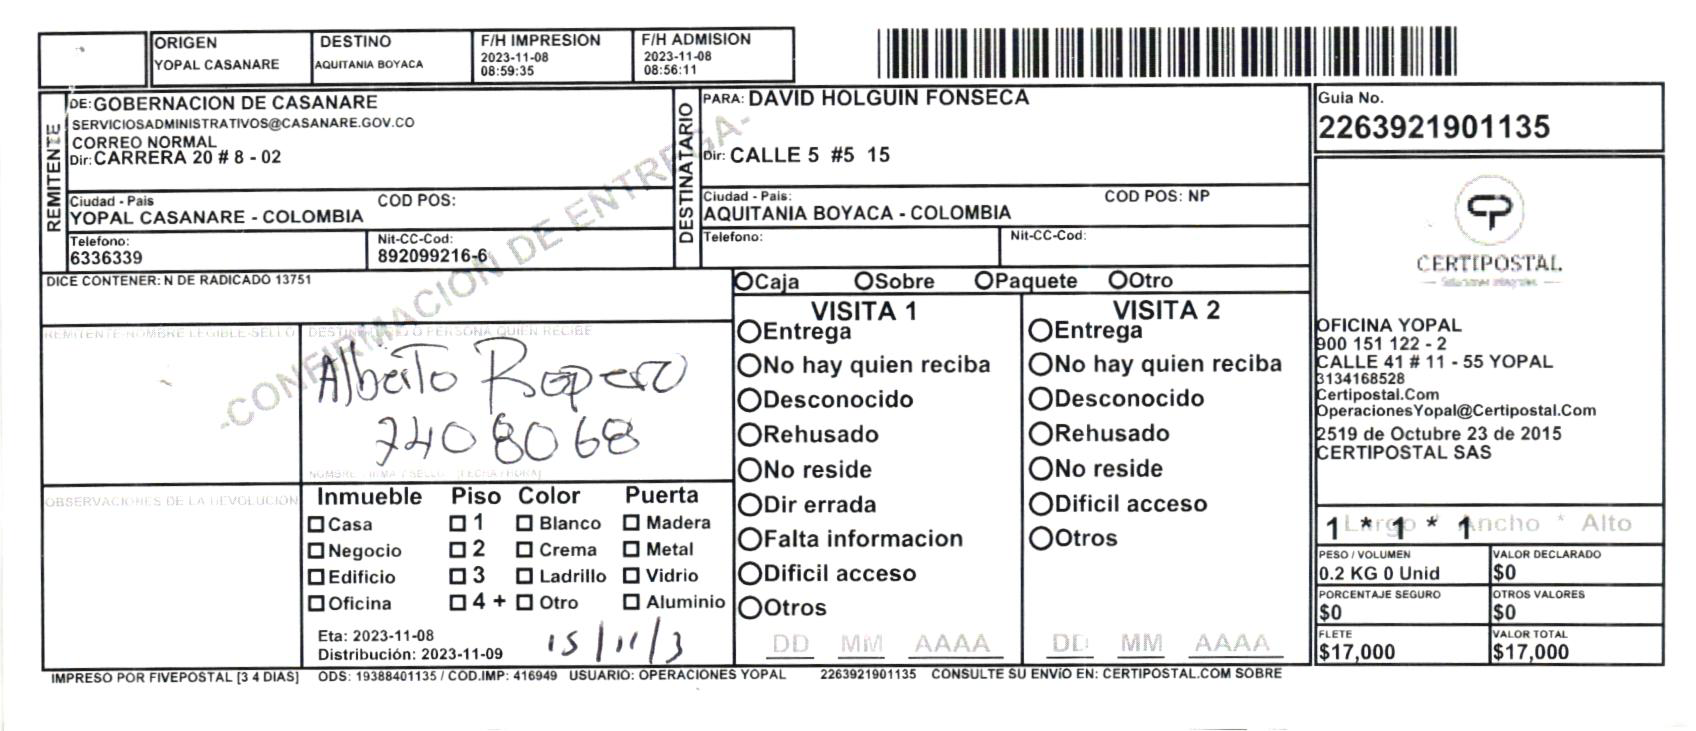 ORIGEN
YOPAL CASANARE
DESTINO
AQUITANIA BOYACA
F/H IMPRESION
2023-11-08
08:59:35
F/H ADMISION
2023-11-08
08:56:11
REMITENTE
DE: GOBERNACION DE CASANARE
SERVICIOSADMINISTRATIVOS@CASANARE.GOV.CO
CORREO NORMAL
Dir: CARRERA 20 # 8 - 02
Ciudad - Pais
COD POS:
YOPAL CASANARE - COLOMBIA
Telefono:
6336339
Nit-CC-Cod:
892099216-6
DESTINATARIO
PARA: DAVID HOLGUIN FONSECA
Dir: CALLE 5 #5 15
Ciudad - Pais:
COD POS: NP
AQUITANIA BOYACA - COLOMBIA
Telefono:
Nit-CC-Cod:
Guia No.
2263921901135
-CONFIRMACION DE ENTREGA-
DICE CONTENER: N DE RADICADO 13751
REMITENTE-NOMBRE LEGIBLE-SELLO
PERSONA QUIEN RECIBE
Alberto Ropero
7408068
OBSERVACIONES DE LA DEVOLUCION
Inmueble Piso Color Puerta
Casa 1 Blanco Madera
Negocio 2 Crema Metal
Edificio 3 Ladrillo Vidrio
Oficina 4 + Otro Aluminio
Eta: 2023-11-08
Distribución: 2023-11-09
15/11/3
Caja Sobre Paquete Otro
VISITA 1
Entrega
No hay quien reciba
Desconocido
Rehusado
No reside
Dir errada
Falta informacion
Dificil acceso
Otros
DD MM AAAA
VISITA 2
Entrega
No hay quien reciba
Desconocido
Rehusado
No reside
Dificil acceso
Otros
DD MM AAAA
CERTIPOSTAL
OFICINA YOPAL
900 151 122 - 2
CALLE 41 # 11 - 55 YOPAL
3134168528
Certipostal.Com
OperacionesYopal@Certipostal.Com
2519 de Octubre 23 de 2015
CERTIPOSTAL SAS
1 * 1 * 1
Largo * Ancho * Alto
PESO / VOLUMEN
0.2 KG 0 Unid
VALOR DECLARADO
$0
PORCENTAJE SEGURO
$0
OTROS VALORES
$0
FLETE
$17,000
VALOR TOTAL
$17,000
IMPRESO POR FIVEPOSTAL [3 4 DIAS] ODS: 19388401135 / COD.IMP: 416949 USUARIO: OPERACIONES YOPAL 2263921901135 CONSULTE SU ENVíO EN: CERTIPOSTAL.COM SOBRE